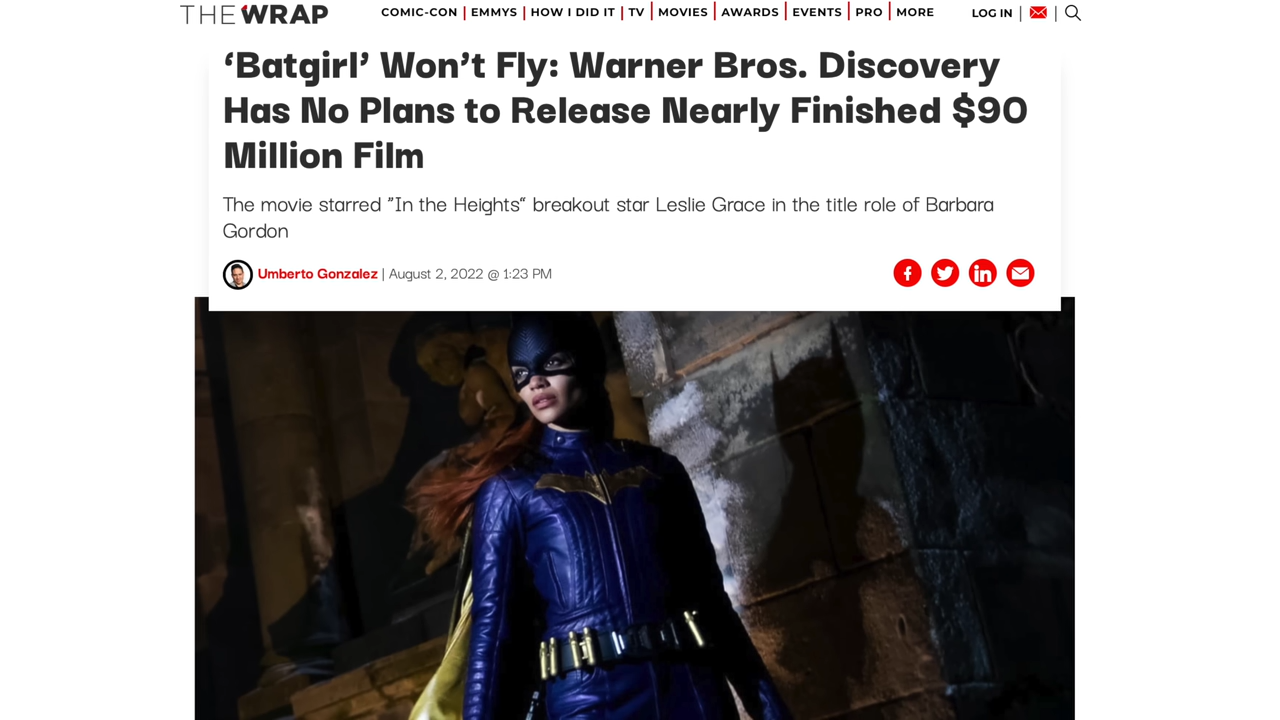 THE WRAP
COMIC-CON | EMMYS | HOW I DID IT | TV | MOVIES | AWARDS | EVENTS | PRO | MORE
LOG IN | |
‘Batgirl’ Won’t Fly: Warner Bros. Discovery
Has No Plans to Release Nearly Finished $90
Million Film
The movie starred ”In the Heights“ breakout star Leslie Grace in the title role of Barbara
Gordon
Umberto Gonzalez | August 2, 2022 @ 1:23 PM